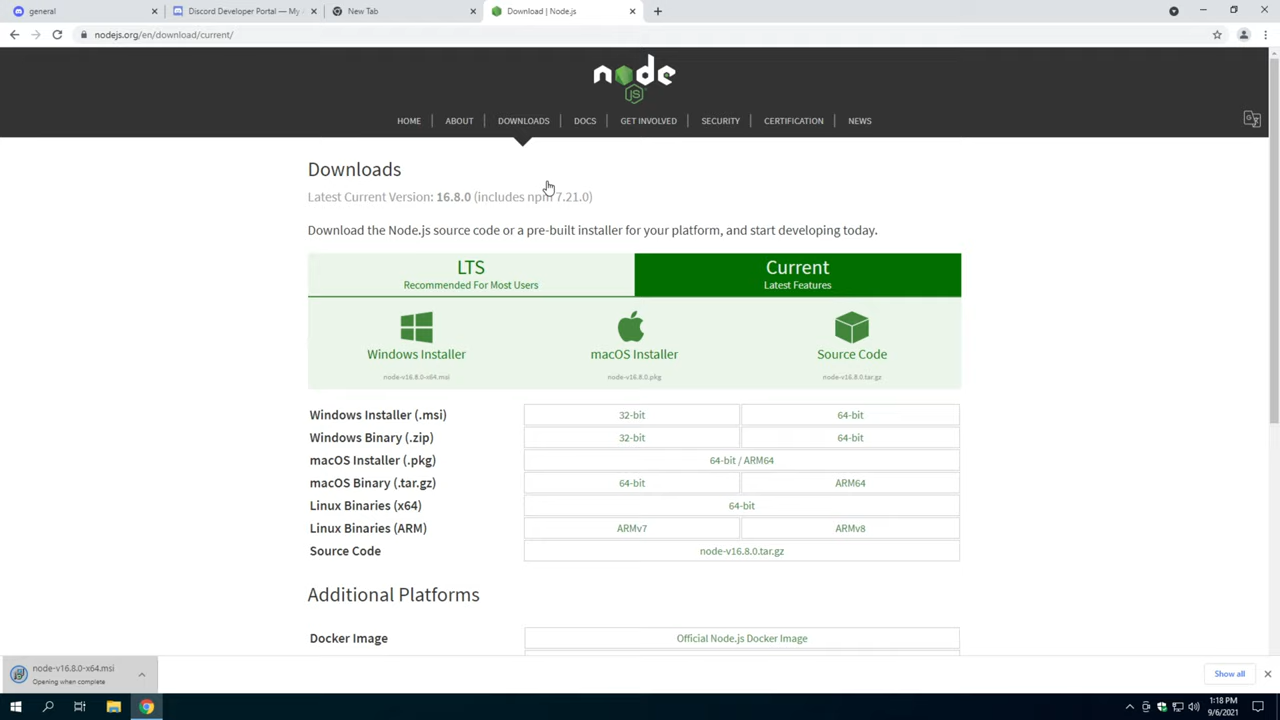 general
Discord Developer Portal — My A
New Tab
Download | Node.js
nodejs.org/en/download/current/
node
JS
HOME
ABOUT
DOWNLOADS
DOCS
GET INVOLVED
SECURITY
CERTIFICATION
NEWS
Downloads
Latest Current Version: 16.8.0 (includes npm 7.21.0)
Download the Node.js source code or a pre-built installer for your platform, and start developing today.
LTS
Recommended For Most Users
Current
Latest Features
Windows Installer
node-v16.8.0-x64.msi
macOS Installer
node-v16.8.0.pkg
Source Code
node-v16.8.0.tar.gz
Windows Installer (.msi) 32-bit 64-bit
Windows Binary (.zip) 32-bit 64-bit
macOS Installer (.pkg) 64-bit / ARM64
macOS Binary (.tar.gz) 64-bit ARM64
Linux Binaries (x64) 64-bit
Linux Binaries (ARM) ARMv7 ARMv8
Source Code node-v16.8.0.tar.gz
Additional Platforms
Docker Image Official Node.js Docker Image
node-v16.8.0-x64.msi
Opening when complete
Show all
1:18 PM
9/6/2021